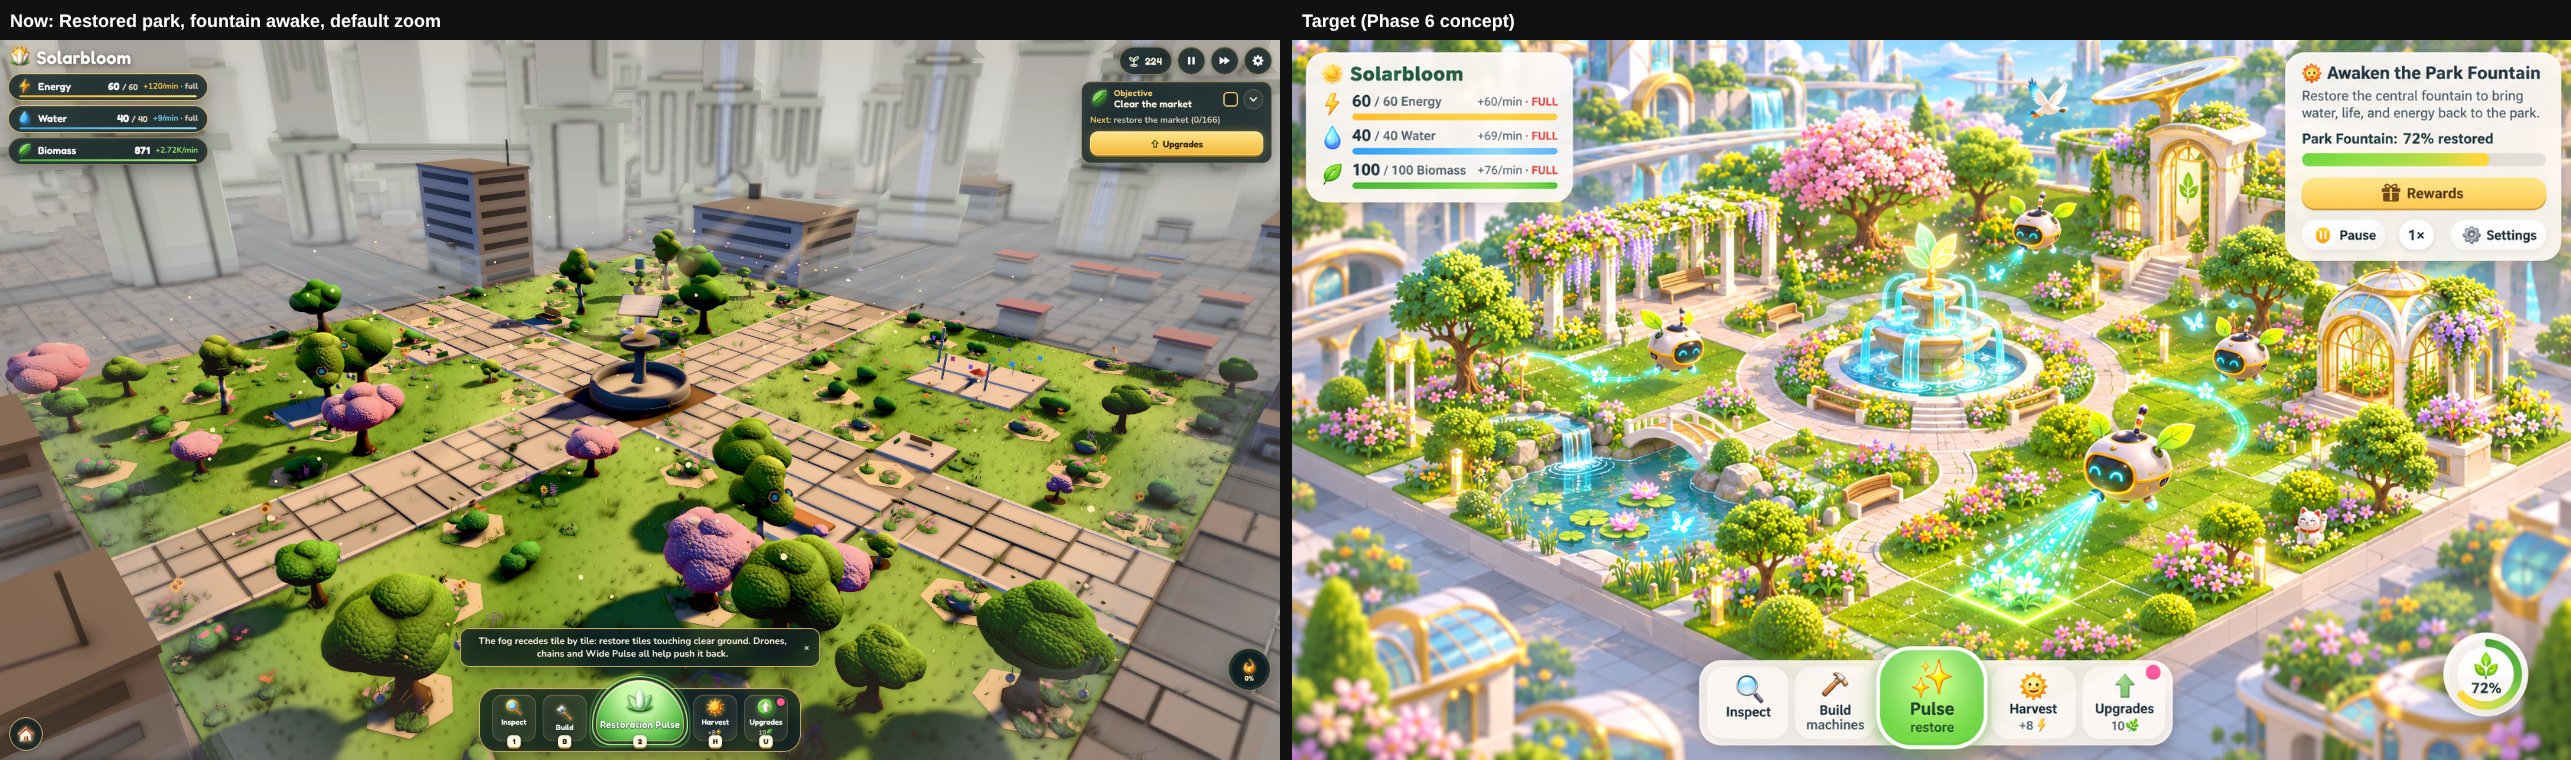 Now: Restored park, fountain awake, default zoom
Solarbloom
Energy 60 / 60 +120/min · full
Water 40 / 40 +9/min · full
Biomass 871 +2.72K/min
224
Objective
Clear the market
Next: restore the market (0/166)
Upgrades
The fog recedes tile by tile: restore tiles touching clear ground. Drones,
chains and Wide Pulse all help push it back.
×
0%
Inspect
Build
Restoration Pulse
Harvest
Upgrades
+8
10
1
B
2
H
U
Target (Phase 6 concept)
Solarbloom
60 / 60 Energy +60/min · FULL
40 / 40 Water +69/min · FULL
100 / 100 Biomass +76/min · FULL
Awaken the Park Fountain
Restore the central fountain to bring
water, life, and energy back to the park.
Park Fountain: 72% restored
Rewards
Pause
1×
Settings
Inspect
Build
machines
Pulse
restore
Harvest
+8
Upgrades
10
72%